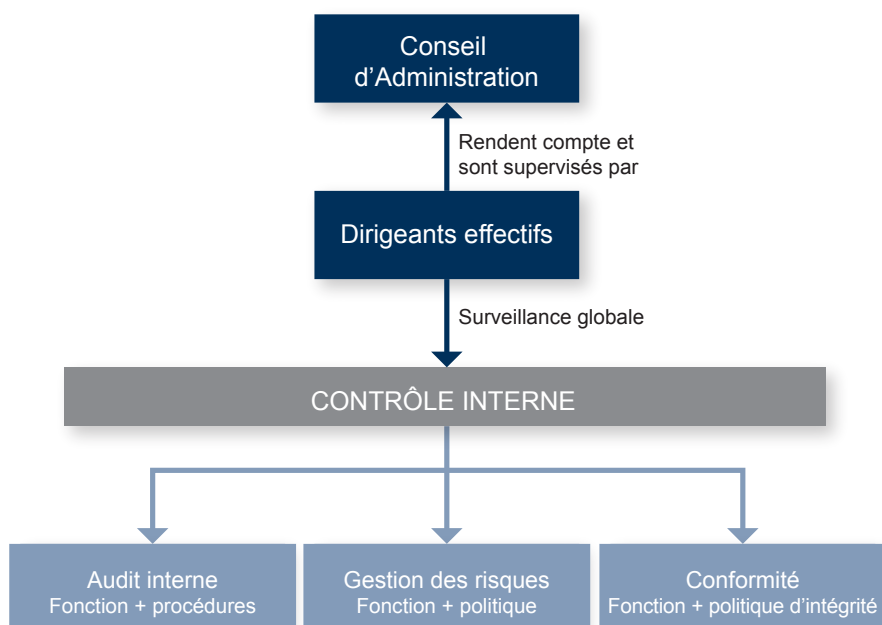 Conseil
d'Administration
Rendent compte et
sont supervisés par
Dirigeants effectifs
Surveillance globale
CONTRÔLE INTERNE
Audit interne
Fonction + procédures
Gestion des risques
Fonction + politique
Conformité
Fonction + politique d'intégrité